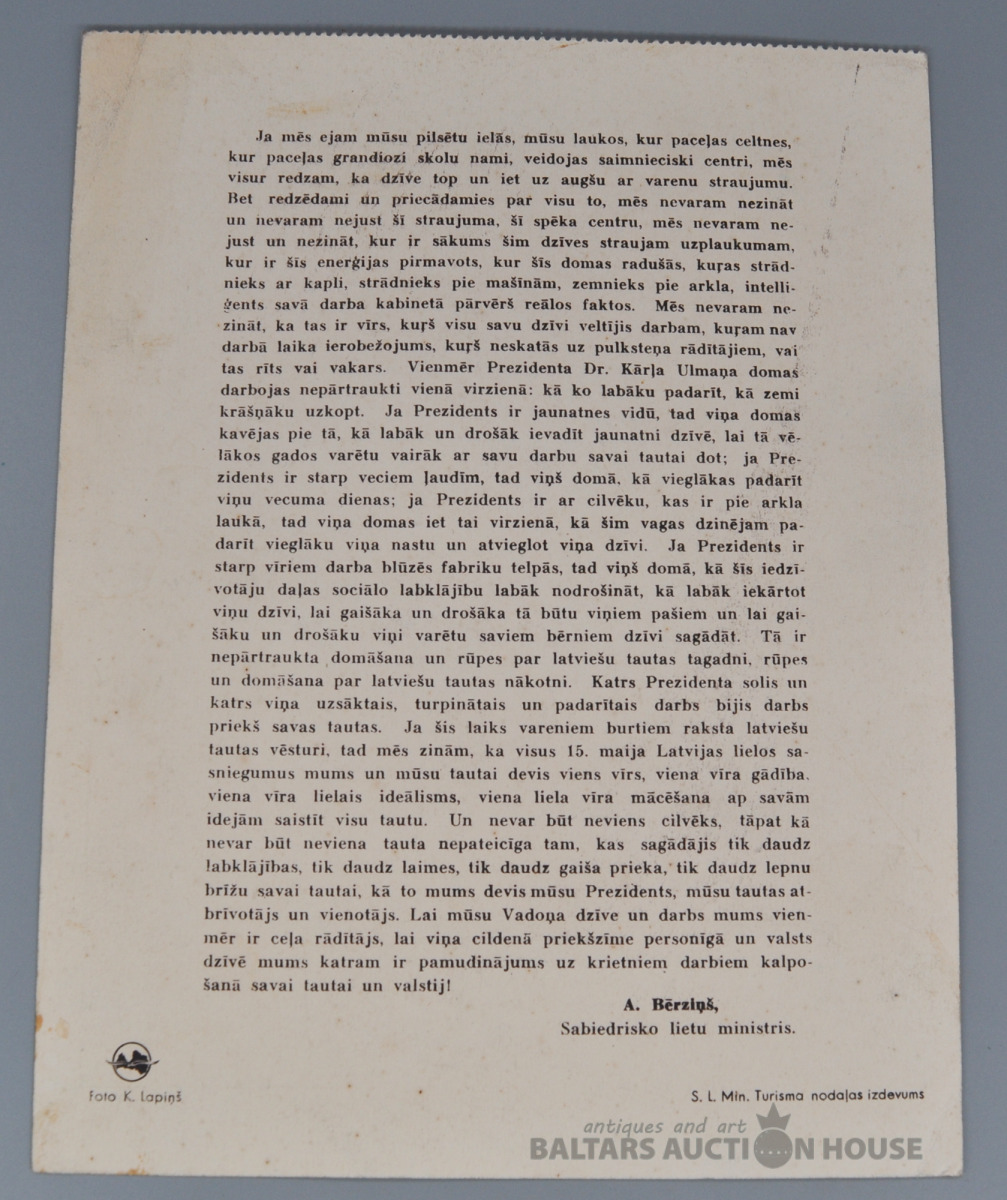 Ja mēs ejam mūsu pilsētu ielās, mūsu laukos, kur paceļas celtnes,
kur paceļas grandiozi skolu nami, veidojas saimnieciski centri, mēs
visur redzam, ka dzīve top un iet uz augšu ar varenu straujumu.
Bet redzēdami un priecādamies par visu to, mēs nevaram nezināt
un nevaram nejust šī straujuma, šī spēka centru, mēs nevaram ne-
just un nezināt, kur ir sākums šim dzīves straujam uzplaukumam,
kur ir šīs enerģijas pirmavots, kur šīs domas radušās, kuŗas strād-
nieks ar kapli, strādnieks pie mašīnām, zemnieks pie arkla, intelli-
ģents savā darba kabinetā pārvērš reālos faktos. Mēs nevaram ne-
zināt, ka tas ir vīrs, kuŗš visu savu dzīvi veltījis darbam, kuŗam nav
darbā laika ierobežojums, kuŗš neskatās uz pulksteņa rādītājiem, vai
tas rīts vai vakars. Vienmēr Prezidenta Dr. Kārļa Ulmaņa domas
darbojas nepārtraukti vienā virzienā: kā ko labāku padarīt, kā zemi
krāšņāku uzkopt. Ja Prezidents ir jaunatnes vidū, tad viņa domas
kavējas pie tā, kā labāk un drošāk ievadīt jaunatni dzīvē, lai tā vē-
lākos gados varētu vairāk ar savu darbu savai tautai dot; ja Pre-
zidents ir starp veciem ļaudīm, tad viņš domā, kā vieglākas padarīt
viņu vecuma dienas; ja Prezidents ir ar cilvēku, kas ir pie arkla
laukā, tad viņa domas iet tai virzienā, kā šim vagas dzinējam pa-
darīt vieglāku viņa nastu un atvieglot viņa dzīvi. Ja Prezidents ir
starp vīriem darba blūzēs fabriku telpās, tad viņš domā, kā šīs iedzī-
votāju daļas sociālo labklājību labāk nodrošināt, kā labāk iekārtot
viņu dzīvi, lai gaišāka un drošāka tā būtu viņiem pašiem un lai gai-
šāku un drošāku viņi varētu saviem bērniem dzīvi sagādāt. Tā ir
nepārtraukta domāšana un rūpes par latviešu tautas tagadni, rūpes
un domāšana par latviešu tautas nākotni. Katrs Prezidenta solis un
katrs viņa uzsāktais, turpinātais un padarītais darbs bijis darbs
priekš savas tautas. Ja šis laiks vareniem burtiem raksta latviešu
tautas vēsturi, tad mēs zinām, ka visus 15. maija Latvijas lielos sa-
sniegumus mums un mūsu tautai devis viens vīrs, viena vīra gādība,
viena vīra lielais ideālisms, viena liela vīra mācēšana ap savām
idejām saistīt visu tautu. Un nevar būt neviens cilvēks, tāpat kā
nevar būt neviena tauta nepateicīga tam, kas sagādājis tik daudz
labklājības, tik daudz laimes, tik daudz gaiša prieka, tik daudz lepnu
brīžu savai tautai, kā to mums devis mūsu Prezidents, mūsu tautas at-
brīvotājs un vienotājs. Lai mūsu Vadoņa dzīve un darbs mums vien-
mēr ir ceļa rādītājs, lai viņa cildenā priekšzīme personīgā un valsts
dzīvē mums katram ir pamudinājums uz krietniem darbiem kalpo-
šanā savai tautai un valstij!
A. Bērziņš,
Sabiedrisko lietu ministris.
Foto K. Lapiņš
S. L. Min. Turisma nodaļas izdevums
antiques and art
BALTARS AUCTION HOUSE